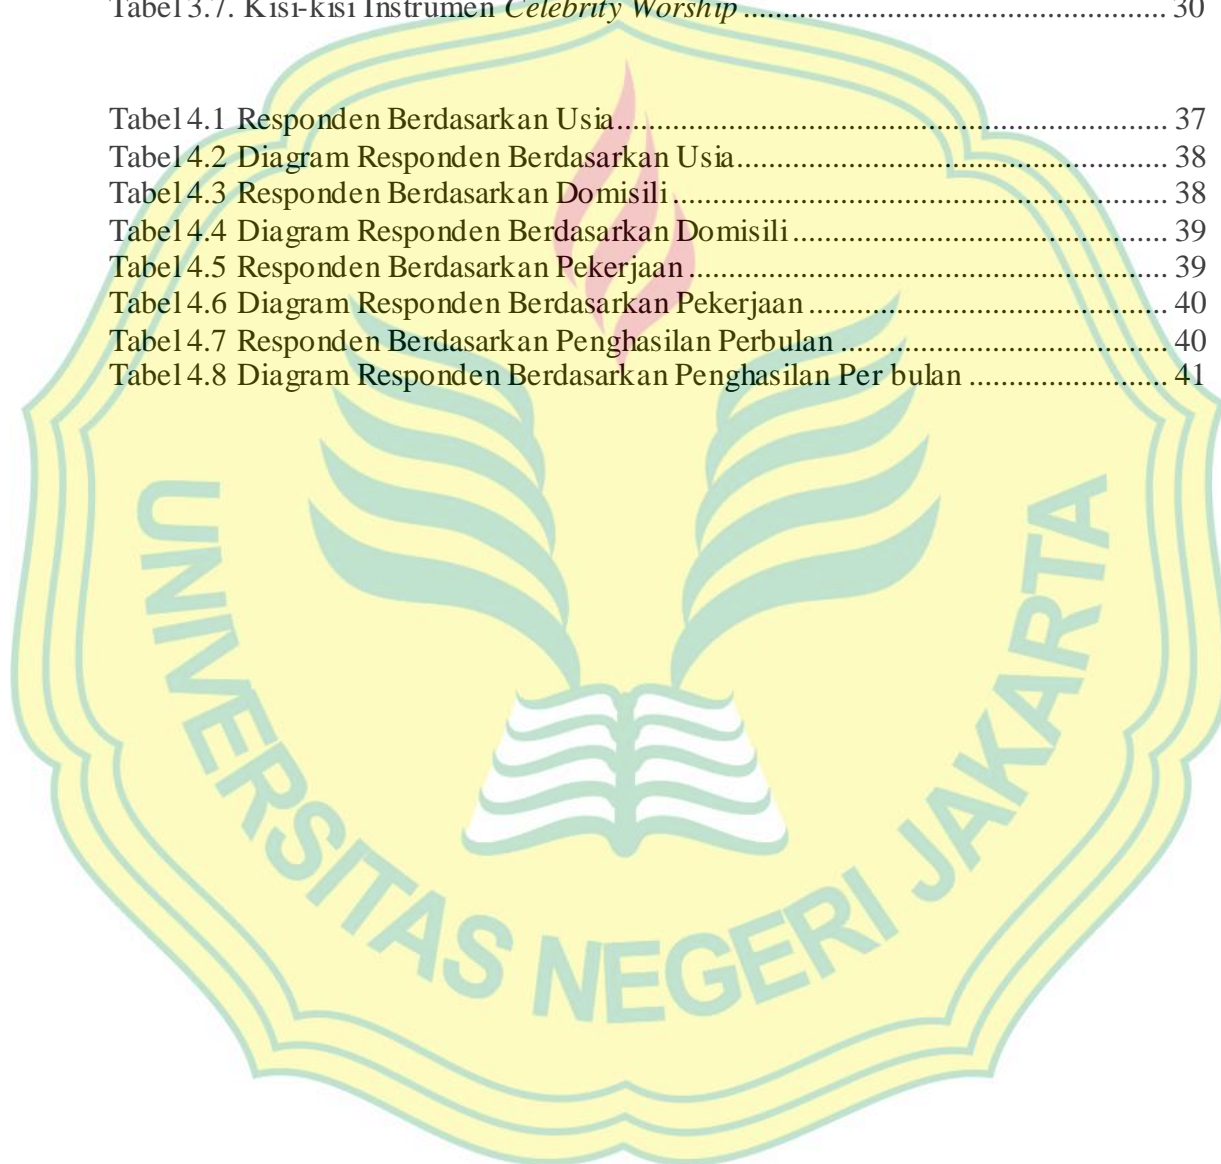 Tabel 3.7. Kisi-kisi Instrumen Celebrity Worship ........................................................................ 30
Tabel 4.1 Responden Berdasarkan Usia.............................................................................................. 37
Tabel 4.2 Diagram Responden Berdasarkan Usia......................................................................... 38
Tabel 4.3 Responden Berdasarkan Domisili .................................................................................... 38
Tabel 4.4 Diagram Responden Berdasarkan Domisili ................................................................ 39
Tabel 4.5 Responden Berdasarkan Pekerjaan ................................................................................. 39
Tabel 4.6 Diagram Responden Berdasarkan Pekerjaan ............................................................. 40
Tabel 4.7 Responden Berdasarkan Penghasilan Perbulan ........................................................ 40
Tabel 4.8 Diagram Responden Berdasarkan Penghasilan Per bulan .................................. 41
UNIVERSITAS NEGERI JAKARTA